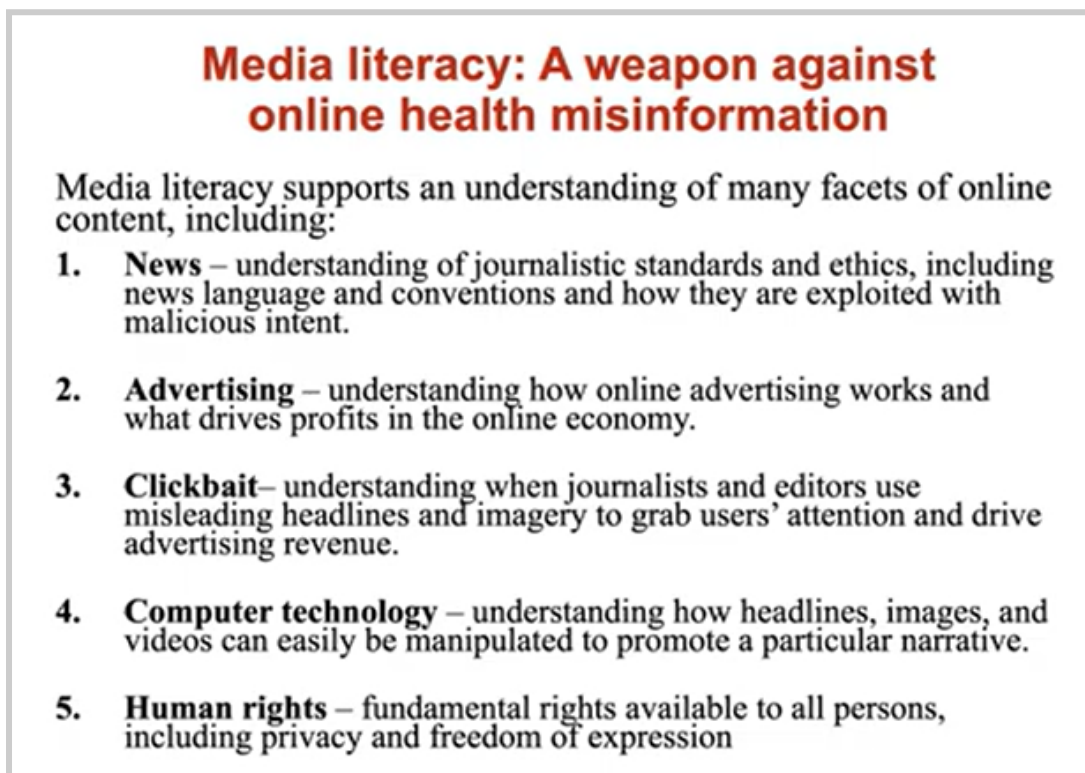 Media literacy: A weapon against
online health misinformation
Media literacy supports an understanding of many facets of online
content, including:
1. News – understanding of journalistic standards and ethics, including
news language and conventions and how they are exploited with
malicious intent.
2. Advertising – understanding how online advertising works and
what drives profits in the online economy.
3. Clickbait– understanding when journalists and editors use
misleading headlines and imagery to grab users’ attention and drive
advertising revenue.
4. Computer technology – understanding how headlines, images, and
videos can easily be manipulated to promote a particular narrative.
5. Human rights – fundamental rights available to all persons,
including privacy and freedom of expression